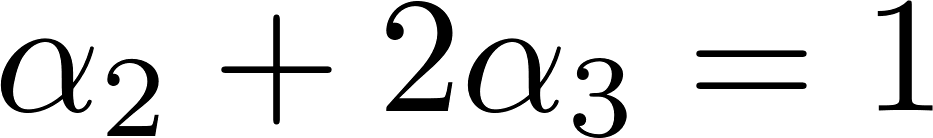 α₂ + 2α₃ = 1